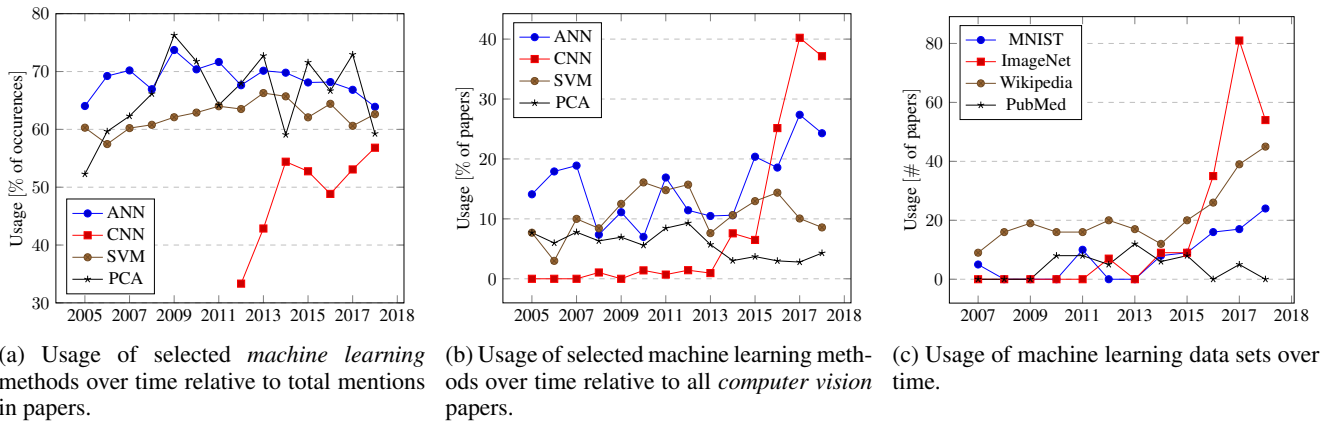 80
70
60
50
40
30
Usage [% of occurences]
2005 2007 2009 2011 2013 2015 2017 2018
ANN
CNN
SVM
PCA
(a) Usage of selected machine learning
methods over time relative to total mentions
in papers.
40
30
20
10
0
Usage [% of papers]
2005 2007 2009 2011 2013 2015 2017 2018
ANN
CNN
SVM
PCA
(b) Usage of selected machine learning meth-
ods over time relative to all computer vision
papers.
80
60
40
20
0
Usage [# of papers]
2007 2009 2011 2013 2015 2017 2018
MNIST
ImageNet
Wikipedia
PubMed
(c) Usage of machine learning data sets over
time.